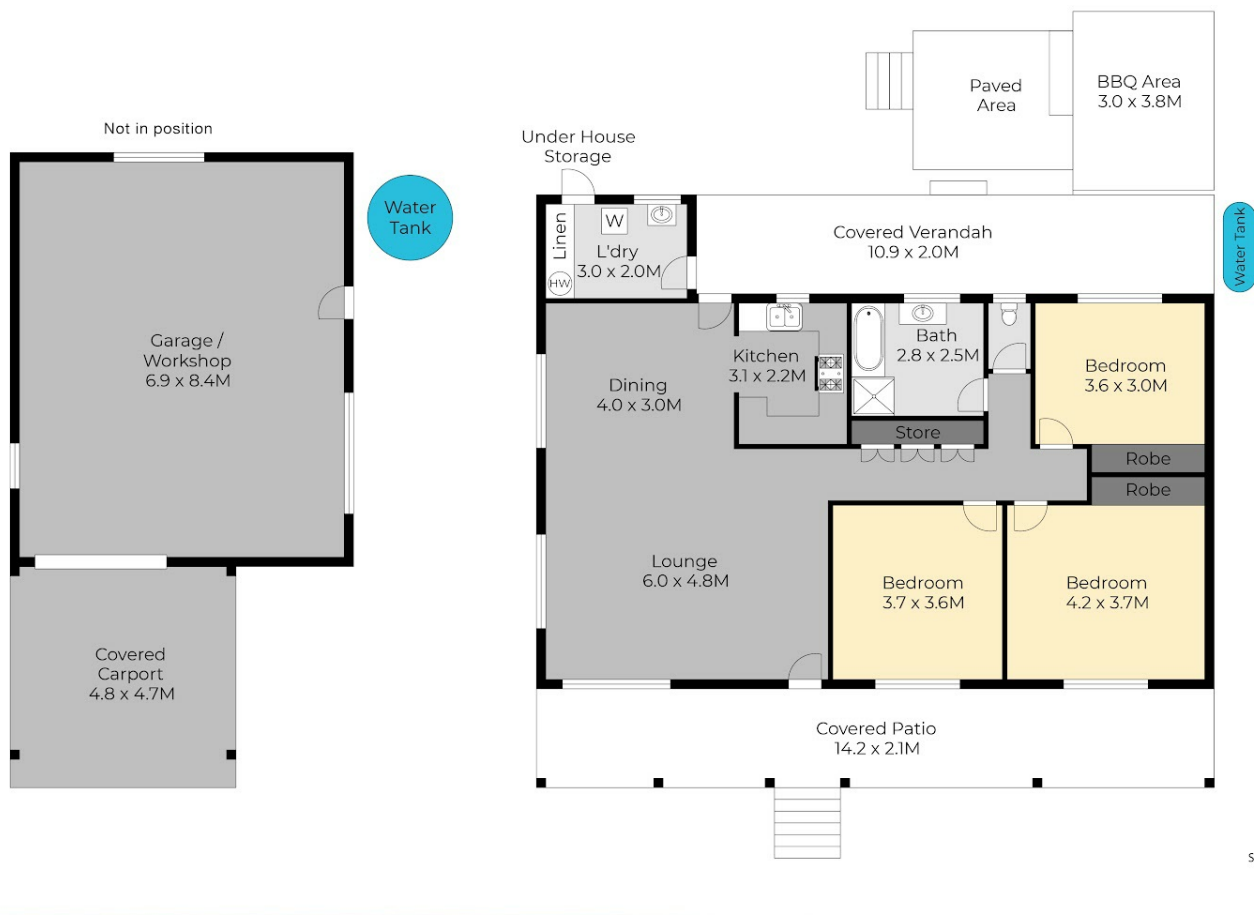 Not in position
Water
Tank
Garage /
Workshop
6.9 x 8.4M
Covered
Carport
4.8 x 4.7M
Paved
Area
BBQ Area
3.0 x 3.8M
Under House
Storage
Linen
W
L'dry
3.0 x 2.0M
HW
Covered Verandah
10.9 x 2.0M
Water Tank
Dining
4.0 x 3.0M
Kitchen
3.1 x 2.2M
Bath
2.8 x 2.5M
Store
Bedroom
3.6 x 3.0M
Robe
Robe
Lounge
6.0 x 4.8M
Bedroom
3.7 x 3.6M
Bedroom
4.2 x 3.7M
Covered Patio
14.2 x 2.1M
S